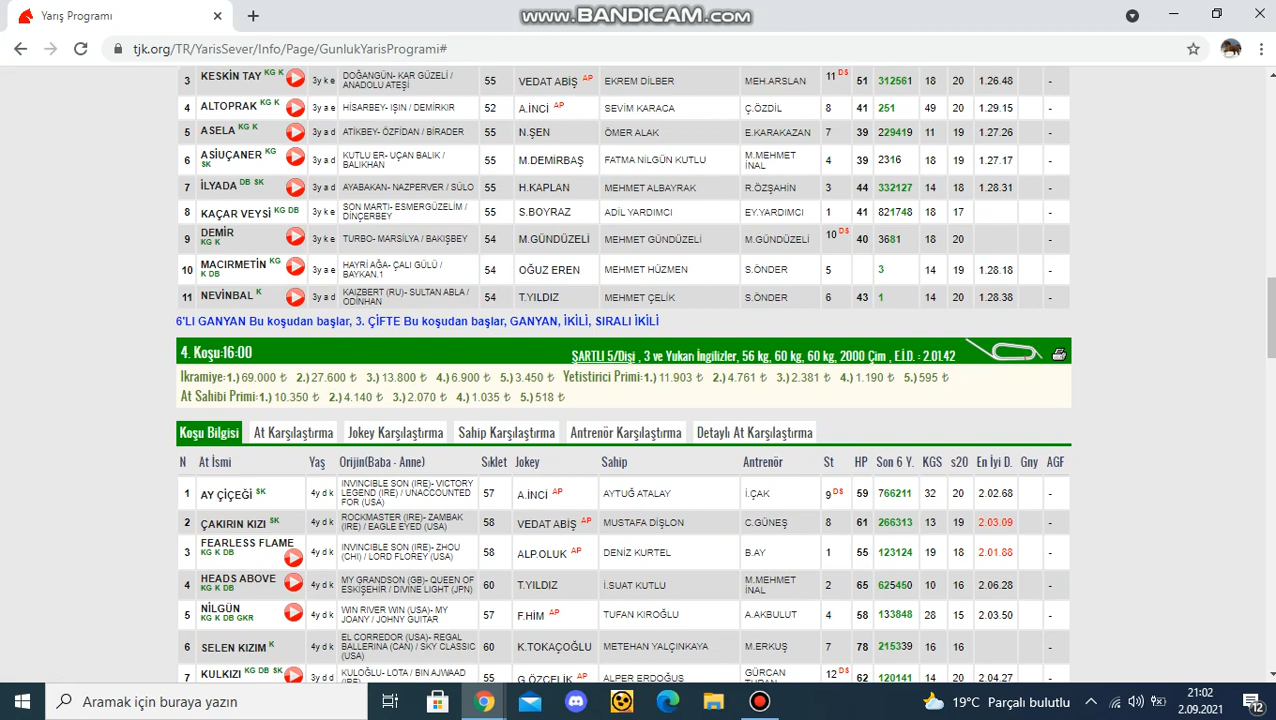 Yarış Programı
www.BANDICAM.com
tjk.org/TR/YarisSever/Info/Page/GunlukYarisProgrami#
3 KESKİN TAY KG K 3y k e DOĞANGÜN- KAR GÜZELİ / ANADOLU ATEŞİ 55 VEDAT ABİŞ AP EKREM DİLBER MEH.ARSLAN 11 DS 51 312561 18 20 1.26.48 -
4 ALTOPRAK KG K 3y a e HİSARBEY- IŞIN / DEMİRKIR 52 A.İNCİ AP SEVİM KARACA Ç.ÖZDİL 8 41 251 49 20 1.29.15 -
5 ASELA KG K 3y a d ATİKBEY- ÖZFİDAN / BİRADER 55 N.ŞEN ÖMER ALAK E.KARAKAZAN 7 39 229419 11 19 1.27.26 -
6 ASİUÇANER KG SK 3y a e KUTLU ER- UÇAN BALIK / BALIKHAN 55 M.DEMİRBAŞ FATMA NİLGÜN KUTLU M.MEHMET İNAL 4 39 2316 18 19 1.27.17 -
7 İLYADA DB SK 3y a d AYABAKAN- NAZPERVER / SÜLO 55 H.KAPLAN MEHMET ALBAYRAK R.ÖZŞAHİN 3 44 332127 14 18 1.28.31 -
8 KAÇAR VEYSİ KG DB 3y k e SON MARTI- ESMERGÜZELİM / DİNÇERBEY 55 S.BOYRAZ ADİL YARDIMCI EY.YARDIMCI 1 41 821748 18 17 -
9 DEMİR KG K 3y k e TURBO- MARSİLYA / BAKIŞBEY 54 M.GÜNDÜZELİ MEHMET GÜNDÜZELİ M.GÜNDÜZELİ 10 DS 40 3681 18 20 -
10 MACIRMETİN KG K DB 3y a e HAYRİ AĞA- ÇALI GÜLÜ / BAYKAN.1 54 OĞUZ EREN MEHMET HÜZMEN S.ÖNDER 5 3 14 19 1.28.18 -
11 NEVİNBAL K 3y a d KAIZBERT (RU)- SULTAN ABLA / ODİNHAN 54 T.YILDIZ MEHMET ÇELİK S.ÖNDER 6 43 1 14 20 1.28.38 -
6'LI GANYAN Bu koşudan başlar, 3. ÇİFTE Bu koşudan başlar, GANYAN, İKİLİ, SIRALI İKİLİ
4. Koşu:16:00 ŞARTLI 5/Dişi , 3 ve Yukarı İngilizler, 56 kg, 60 kg, 60 kg, 2000 Çim , E.İ.D. : 2.01.42
Ikramiye:1.) 69.000 ₺ 2.) 27.600 ₺ 3.) 13.800 ₺ 4.) 6.900 ₺ 5.) 3.450 ₺ Yetistirici Primi:1.) 11.903 ₺ 2.) 4.761 ₺ 3.) 2.381 ₺ 4.) 1.190 ₺ 5.) 595 ₺
At Sahibi Primi:1.) 10.350 ₺ 2.) 4.140 ₺ 3.) 2.070 ₺ 4.) 1.035 ₺ 5.) 518 ₺
Koşu Bilgisi At Karşılaştırma Jokey Karşılaştırma Sahip Karşılaştırma Antrenör Karşılaştırma Detaylı At Karşılaştırma
N At İsmi Yaş Orijin(Baba - Anne) Sıklet Jokey Sahip Antrenör St HP Son 6 Y. KGS s20 En İyi D. Gny AGF
1 AY ÇİÇEĞİ SK 4y d k INVINCIBLE SON (IRE)- VICTORY LEGEND (IRE) / UNACCOUNTED FOR (USA) 57 A.İNCİ AP AYTUĞ ATALAY İ.ÇAK 9 DS 59 766211 32 20 2.02.68 -
2 ÇAKIRIN KIZI SK 4y d k ROCKMASTER (IRE)- ZAMBAK (IRE) / EAGLE EYED (USA) 58 VEDAT ABİŞ AP MUSTAFA DİŞLON C.GÜNEŞ 8 61 266313 13 19 2.03.09 -
3 FEARLESS FLAME KG K DB 4y d k INVINCIBLE SON (IRE)- ZHOU (CHI) / LORD FLOREY (USA) 58 ALP.OLUK AP DENİZ KURTEL B.AY 1 55 123124 19 18 2.01.88 -
4 HEADS ABOVE KG K DB 4y d k MY GRANDSON (GB)- QUEEN OF ESKİŞEHİR / DIVINE LIGHT (JPN) 60 T.YILDIZ İ.SUAT KUTLU M.MEHMET İNAL 2 65 625450 10 16 2.06.28 -
5 NİLGÜN KG K DB GKR 4y d k WIN RIVER WIN (USA)- MY JOANY / JOHNY GUITAR 57 F.HİM AP TUFAN KIROĞLU A.AKBULUT 4 58 133848 28 15 2.03.50 -
6 SELEN KIZIM K 4y d k EL CORREDOR (USA)- REGAL BALLERINA (CAN) / SKY CLASSIC (USA) 60 K.TOKAÇOĞLU METEHAN YALÇINKAYA M.ERKUŞ 7 78 215339 16 16 -
7 KULKIZI KG DB SK 4y d k KULOĞLU- LOTA / BIN AJWAAD 57 G.ÖZÇELİK AP ALPER ERDOĞUŞ GÜRCAN 12 DS 62 120141 14 20 2.04.27 -
Aramak için buraya yazın 19°C Parçalı bulutlu 21:02
2.09.2021 12